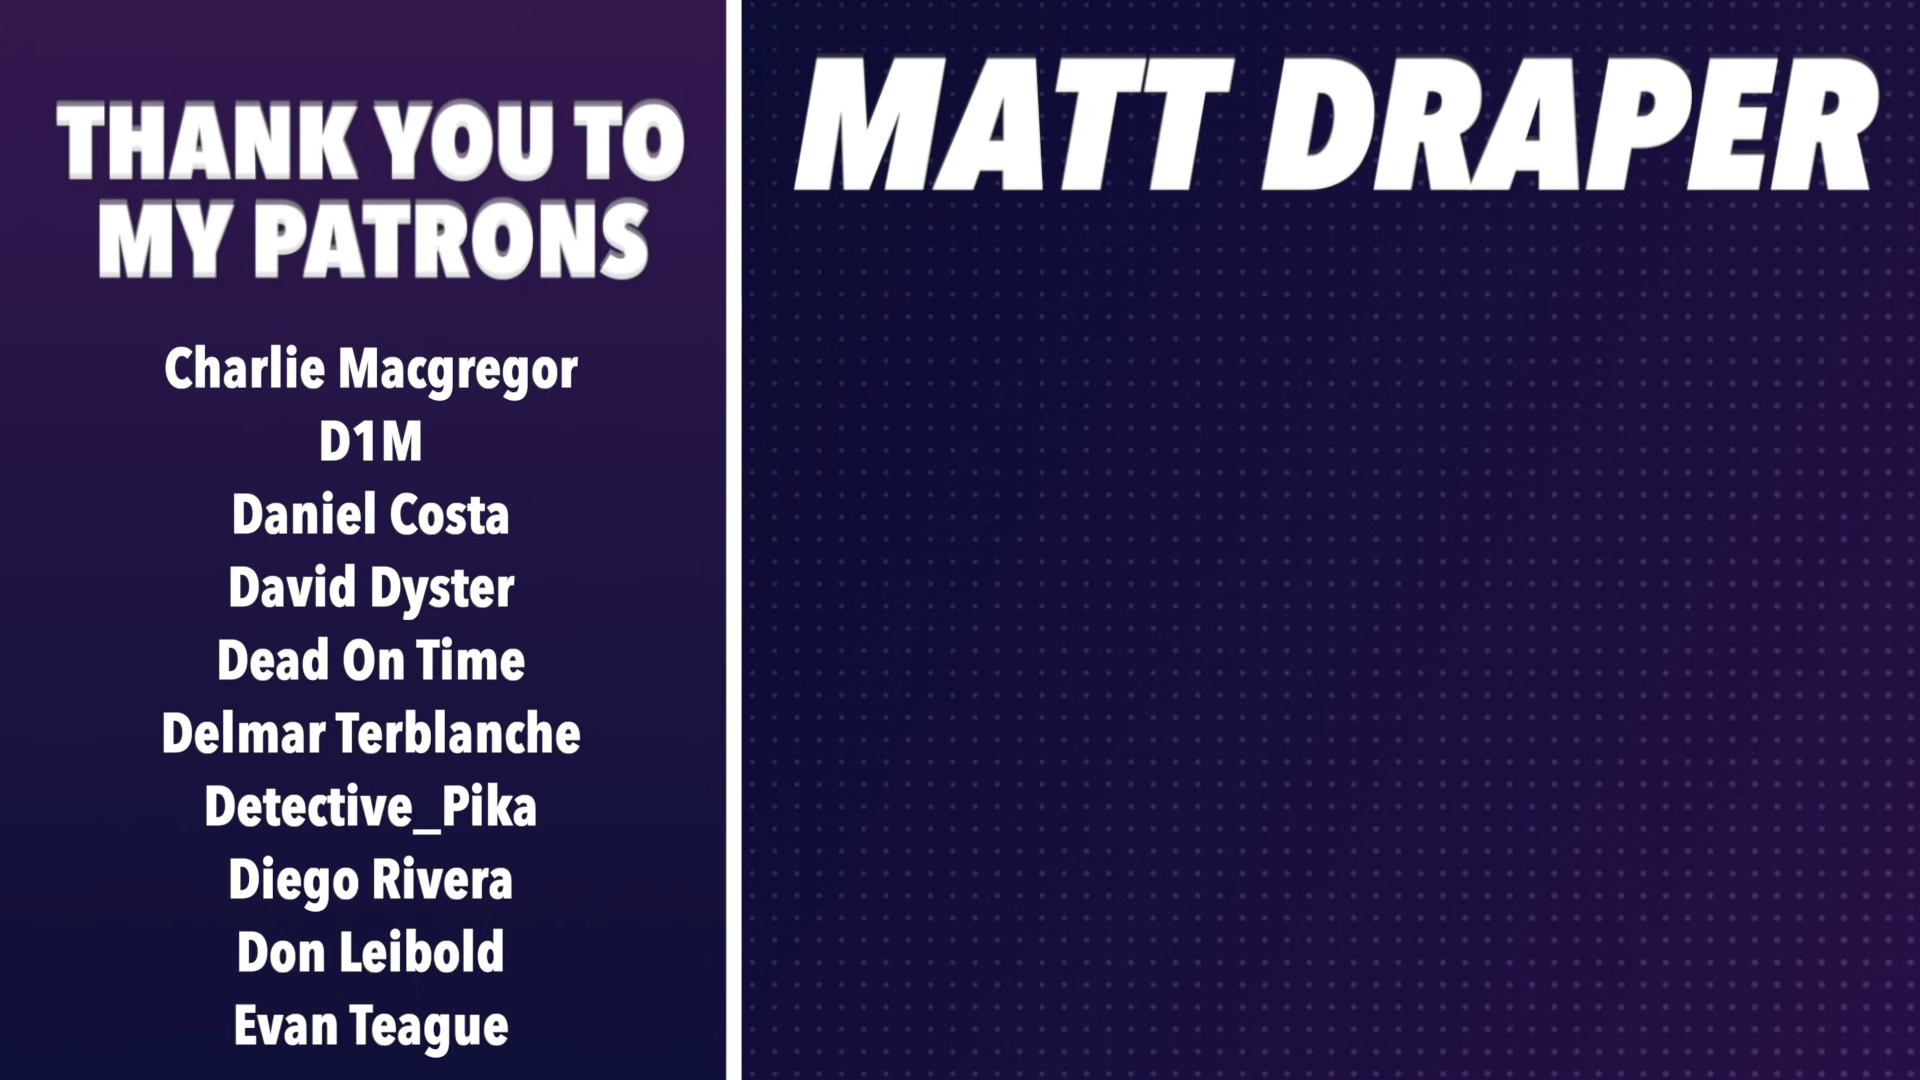 THANK YOU TO
MY PATRONS
Charlie Macgregor
D1M
Daniel Costa
David Dyster
Dead On Time
Delmar Terblanche
Detective_Pika
Diego Rivera
Don Leibold
Evan Teague
MATT DRAPER